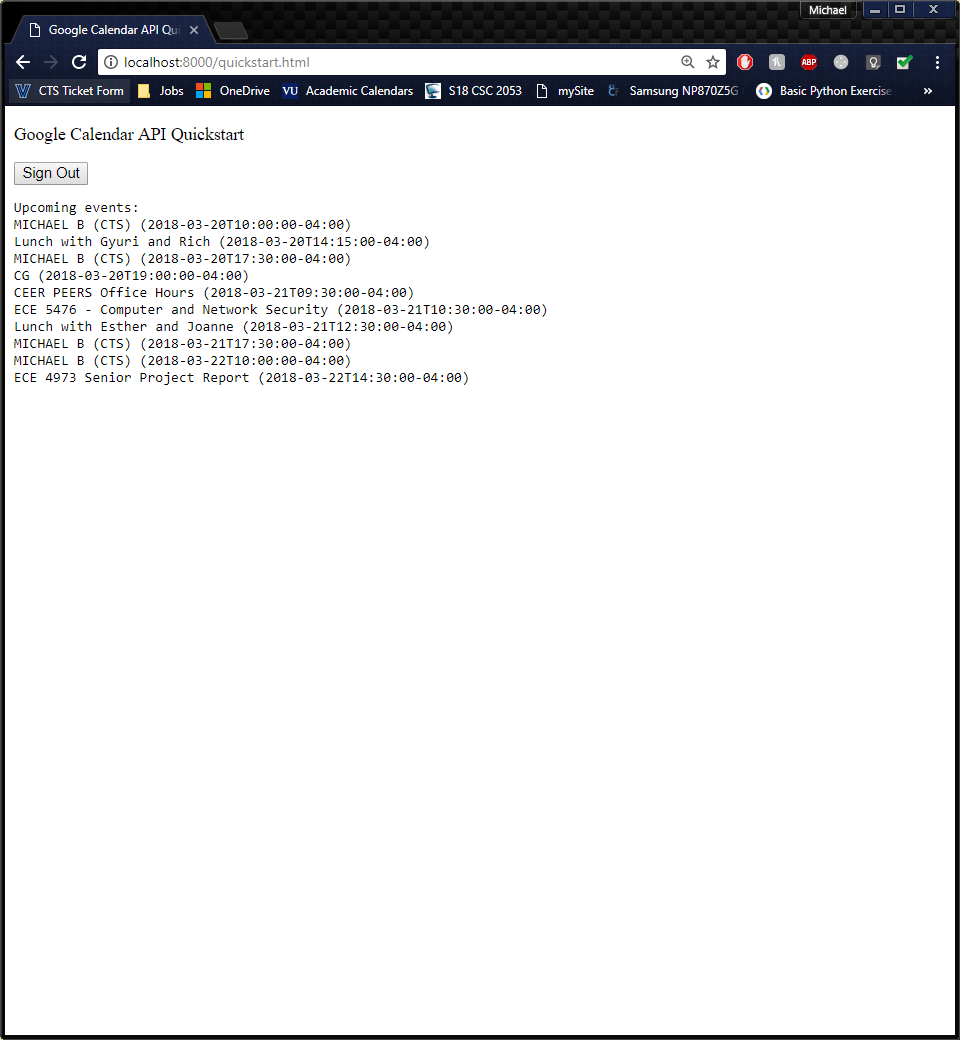 Michael
Google Calendar API Qui
localhost:8000/quickstart.html
ABP
CTS Ticket Form Jobs OneDrive VU Academic Calendars S18 CSC 2053 mySite Samsung NP870Z5G Basic Python Exercise »
Google Calendar API Quickstart
Sign Out
Upcoming events:
MICHAEL B (CTS) (2018-03-20T10:00:00-04:00)
Lunch with Gyuri and Rich (2018-03-20T14:15:00-04:00)
MICHAEL B (CTS) (2018-03-20T17:30:00-04:00)
CG (2018-03-20T19:00:00-04:00)
CEER PEERS Office Hours (2018-03-21T09:30:00-04:00)
ECE 5476 - Computer and Network Security (2018-03-21T10:30:00-04:00)
Lunch with Esther and Joanne (2018-03-21T12:30:00-04:00)
MICHAEL B (CTS) (2018-03-21T17:30:00-04:00)
MICHAEL B (CTS) (2018-03-22T10:00:00-04:00)
ECE 4973 Senior Project Report (2018-03-22T14:30:00-04:00)